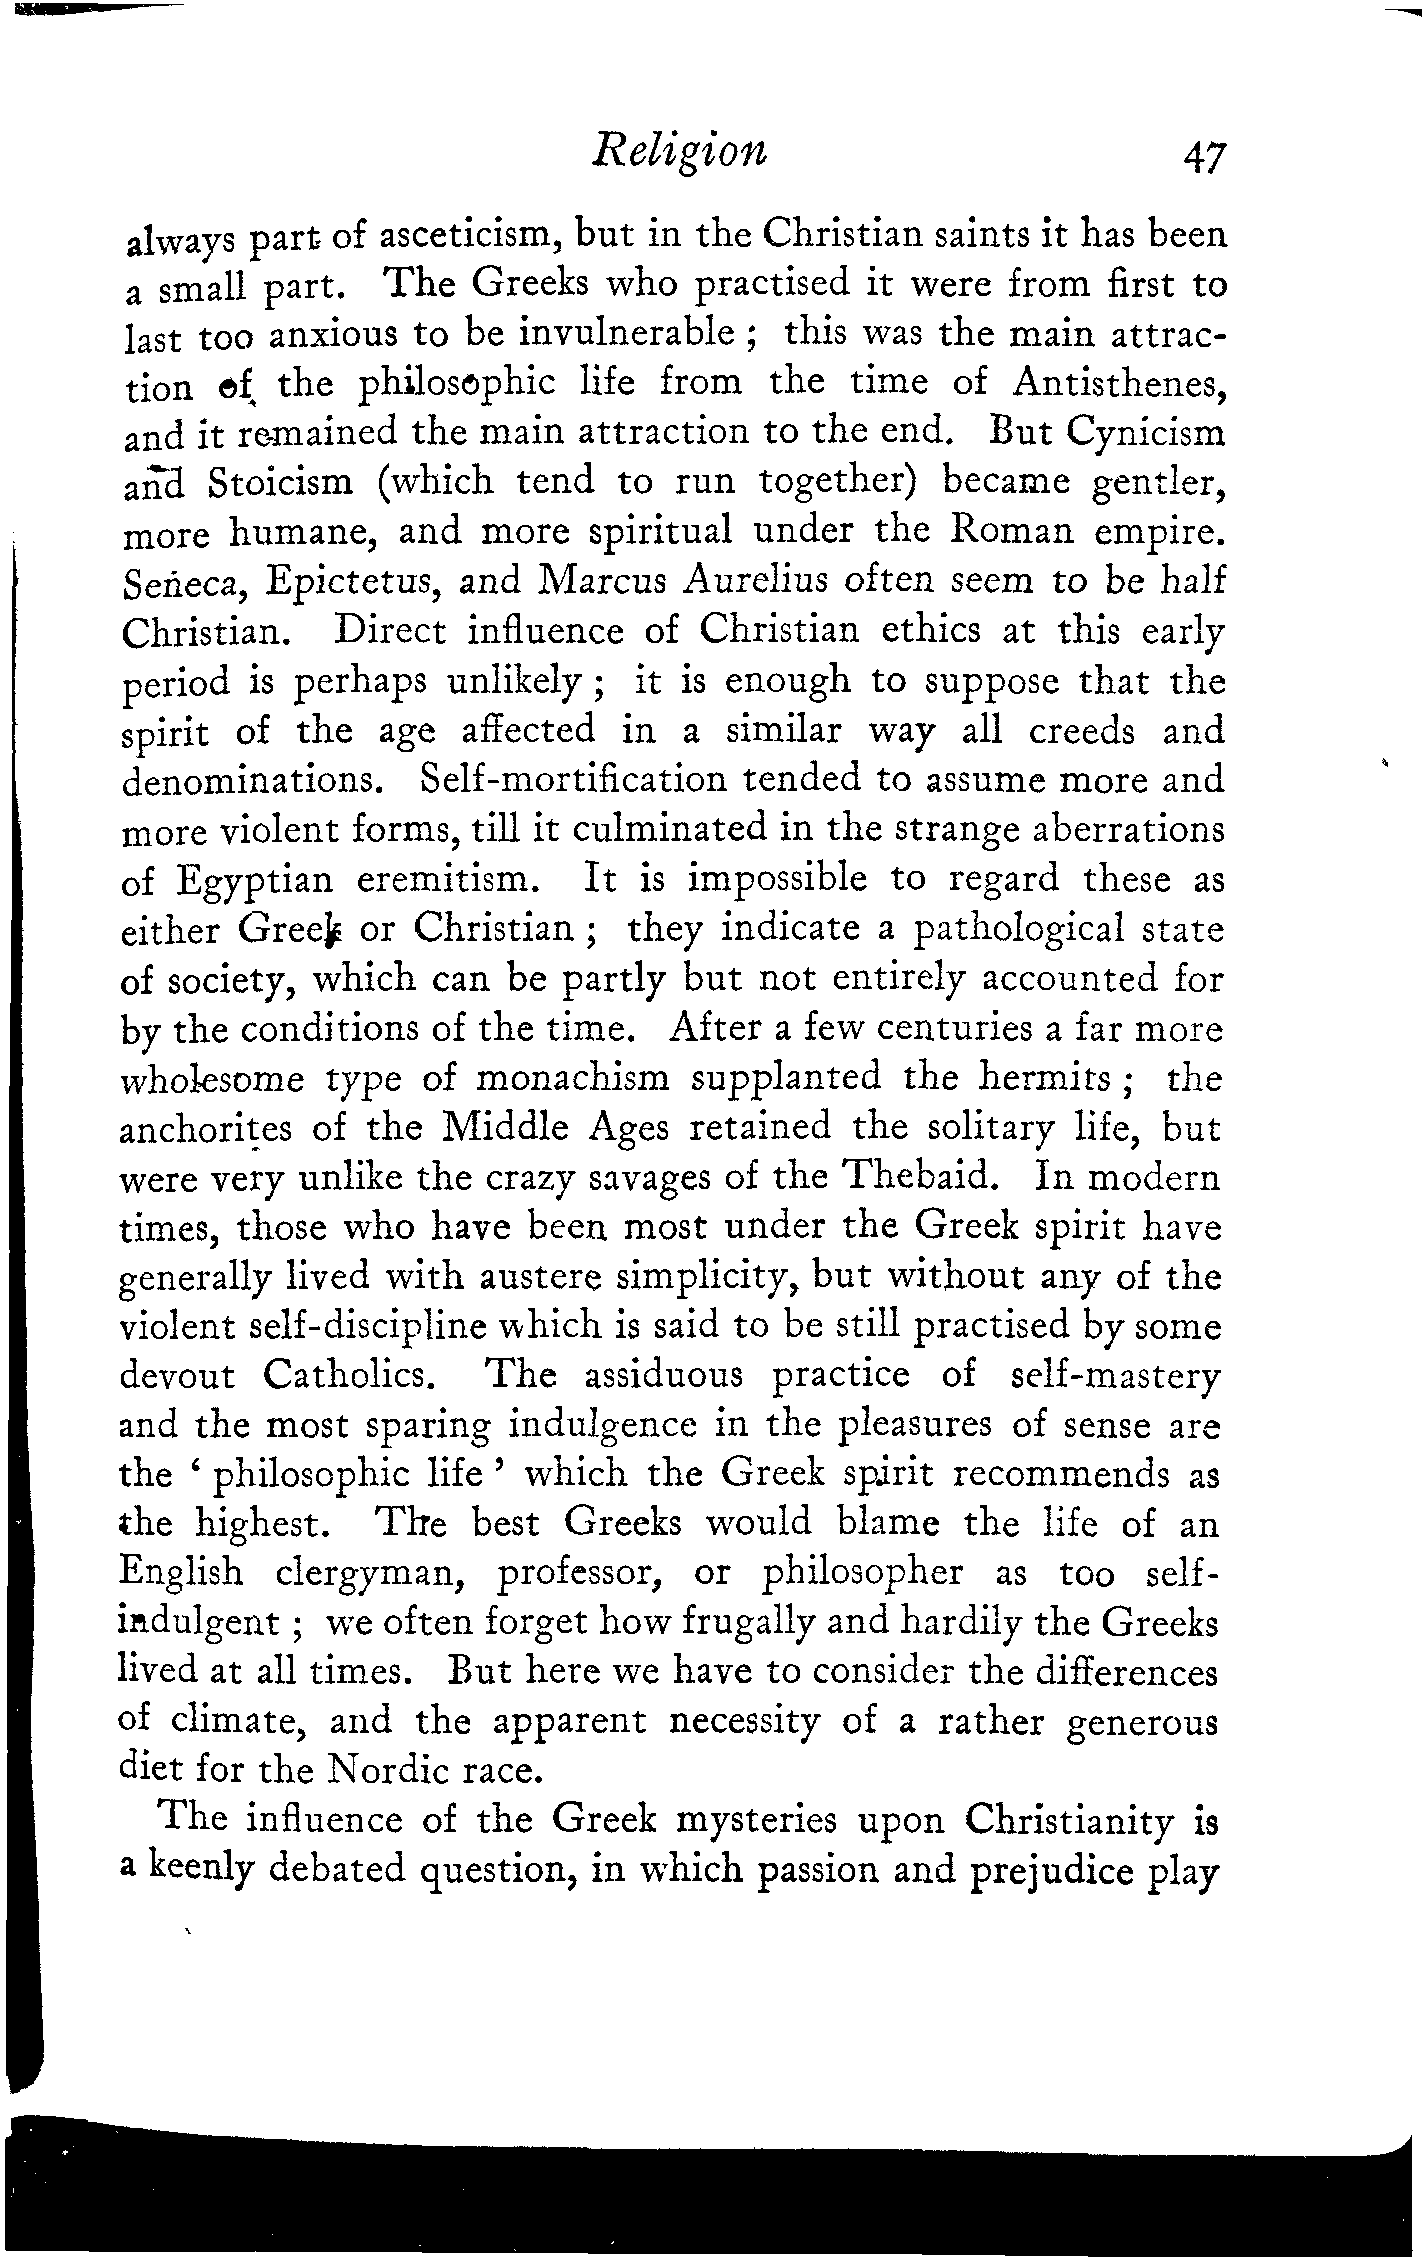 Religion 47
always part of asceticism, but in the Christian saints it has been
a small part. The Greeks who practised it were from first to
last too anxious to be invulnerable ; this was the main attrac-
tion of the philosophic life from the time of Antisthenes,
and it remained the main attraction to the end. But Cynicism
and Stoicism (which tend to run together) became gentler,
more humane, and more spiritual under the Roman empire.
Seneca, Epictetus, and Marcus Aurelius often seem to be half
Christian. Direct influence of Christian ethics at this early
period is perhaps unlikely ; it is enough to suppose that the
spirit of the age affected in a similar way all creeds and
denominations. Self-mortification tended to assume more and
more violent forms, till it culminated in the strange aberrations
of Egyptian eremitism. It is impossible to regard these as
either Greek or Christian ; they indicate a pathological state
of society, which can be partly but not entirely accounted for
by the conditions of the time. After a few centuries a far more
wholesome type of monachism supplanted the hermits ; the
anchorites of the Middle Ages retained the solitary life, but
were very unlike the crazy savages of the Thebaid. In modern
times, those who have been most under the Greek spirit have
generally lived with austere simplicity, but without any of the
violent self-discipline which is said to be still practised by some
devout Catholics. The assiduous practice of self-mastery
and the most sparing indulgence in the pleasures of sense are
the ‘ philosophic life ’ which the Greek spirit recommends as
the highest. The best Greeks would blame the life of an
English clergyman, professor, or philosopher as too self-
indulgent ; we often forget how frugally and hardily the Greeks
lived at all times. But here we have to consider the differences
of climate, and the apparent necessity of a rather generous
diet for the Nordic race.
The influence of the Greek mysteries upon Christianity is
a keenly debated question, in which passion and prejudice play